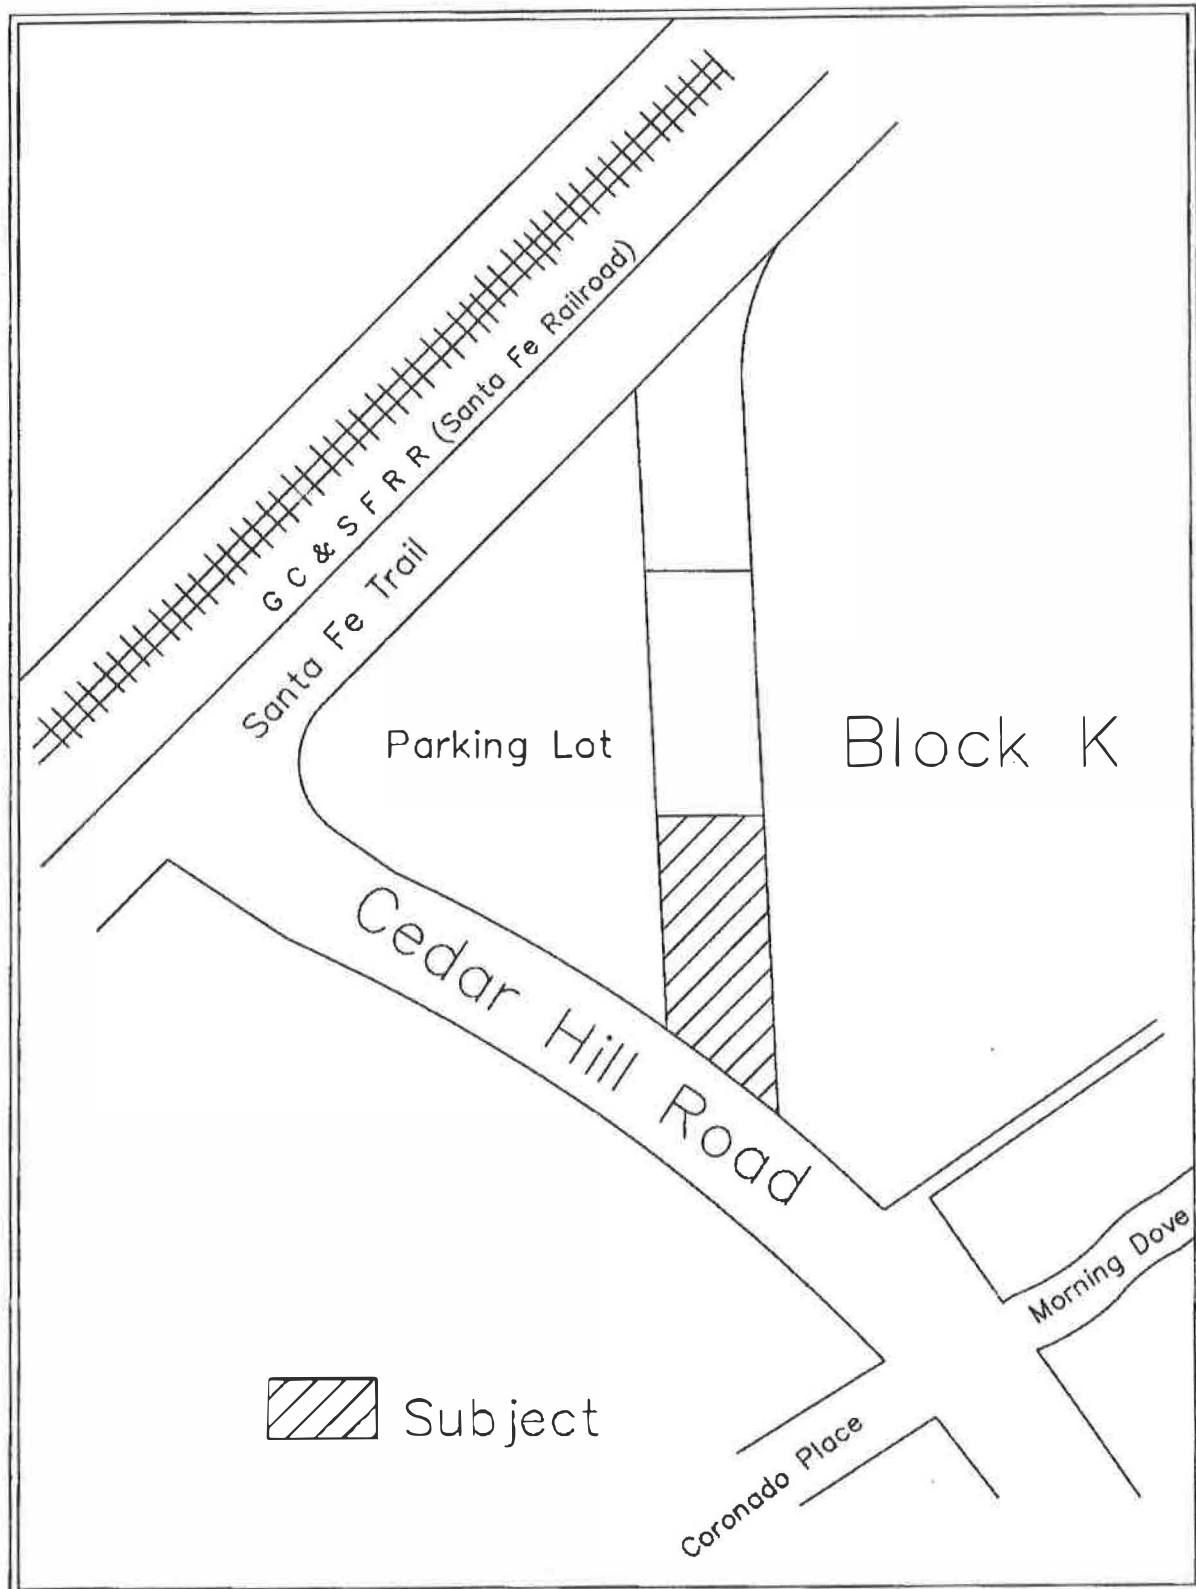 G C & S F R R (Santa Fe Railroad)
Santa Fe Trail
Parking Lot
Block K
Cedar Hill Road
Morning Dove
Subject
Coronado Place